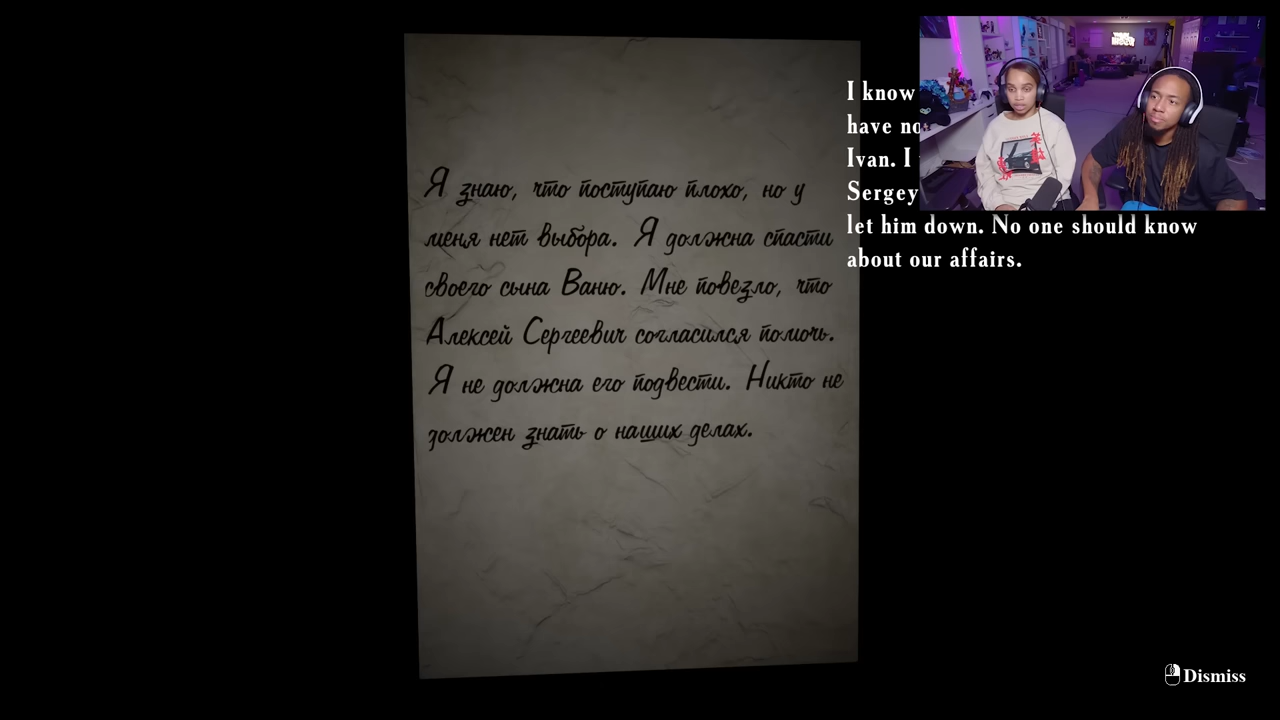 Я знаю, что поступаю плохо, но у
меня нет выбора. Я должна спасти
своего сына Ваню. Мне повезло, что
Алексей Сергеевич согласился помочь.
Я не должна его подвести. Никто не
должен знать о наших делах.
I know
have no
Ivan. I
Sergey
let him down. No one should know
about our affairs.
Dismiss